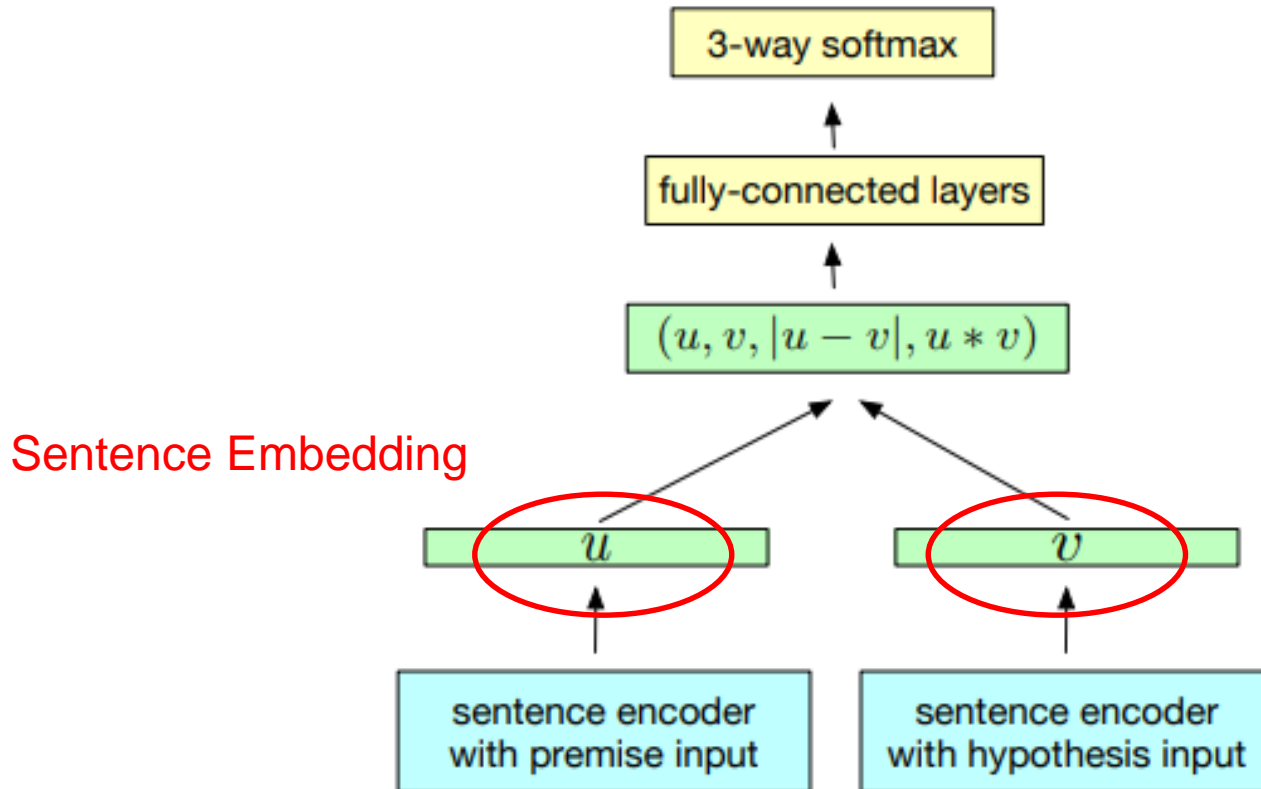 3-way softmax
fully-connected layers
(u, v, |u − v|, u ∗ v)
Sentence Embedding
u
v
sentence encoder
with premise input
sentence encoder
with hypothesis input